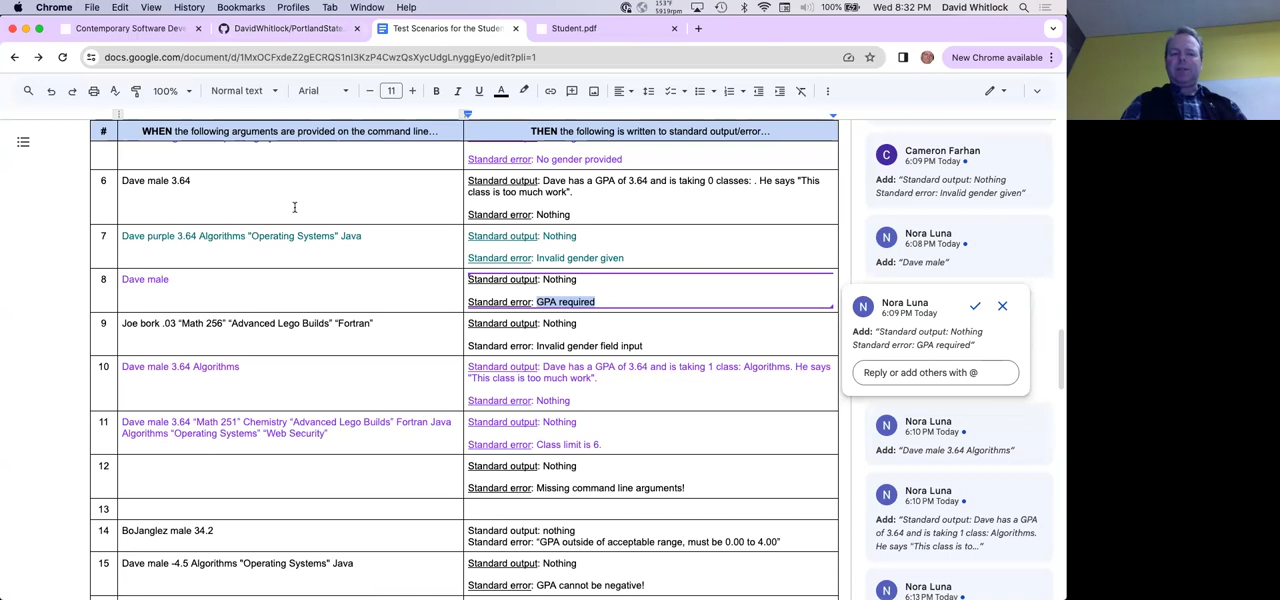 Chrome File Edit View History Bookmarks Profiles Tab Window Help
153°F
5919rpm
100% Wed 8:32 PM David Whitlock
Contemporary Software Deve
DavidWhitlock/PortlandState
Test Scenarios for the Studen
Student.pdf
docs.google.com/document/d/1MxOCFxdeZ2gECRQS1nI3KzP4CwzQsXycUdgLnyggEyo/edit?pli=1
New Chrome available
100% Normal text Arial 11
# WHEN the following arguments are provided on the command line… THEN the following is written to standard output/error…
Standard error: No gender provided
6 Dave male 3.64 Standard output: Dave has a GPA of 3.64 and is taking 0 classes: . He says "This
class is too much work".
Standard error: Nothing
7 Dave purple 3.64 Algorithms "Operating Systems" Java Standard output: Nothing
Standard error: Invalid gender given
8 Dave male Standard output: Nothing
Standard error: GPA required
9 Joe bork .03 “Math 256” “Advanced Lego Builds” “Fortran” Standard output: Nothing
Standard error: Invalid gender field input
10 Dave male 3.64 Algorithms Standard output: Dave has a GPA of 3.64 and is taking 1 class: Algorithms. He says
"This class is too much work".
Standard error: Nothing
11 Dave male 3.64 “Math 251” Chemistry “Advanced Lego Builds” Fortran Java
Algorithms “Operating Systems” “Web Security”
Standard output: Nothing
Standard error: Class limit is 6.
12 Standard output: Nothing
Standard error: Missing command line arguments!
13
14 BoJanglez male 34.2 Standard output: nothing
Standard error: “GPA outside of acceptable range, must be 0.00 to 4.00”
15 Dave male -4.5 Algorithms "Operating Systems" Java Standard output: Nothing
Standard error: GPA cannot be negative!
C Cameron Farhan
6:09 PM Today
Add: “Standard output: Nothing
Standard error: Invalid gender given”
N Nora Luna
6:08 PM Today
Add: “Dave male”
N Nora Luna
6:09 PM Today
Add: “Standard output: Nothing
Standard error: GPA required”
Reply or add others with @
N Nora Luna
6:10 PM Today
Add: “Dave male 3.64 Algorithms”
N Nora Luna
6:10 PM Today
Add: “Standard output: Dave has a GPA
of 3.64 and is taking 1 class: Algorithms.
He says "This class is to...”
N Nora Luna
6:13 PM Today